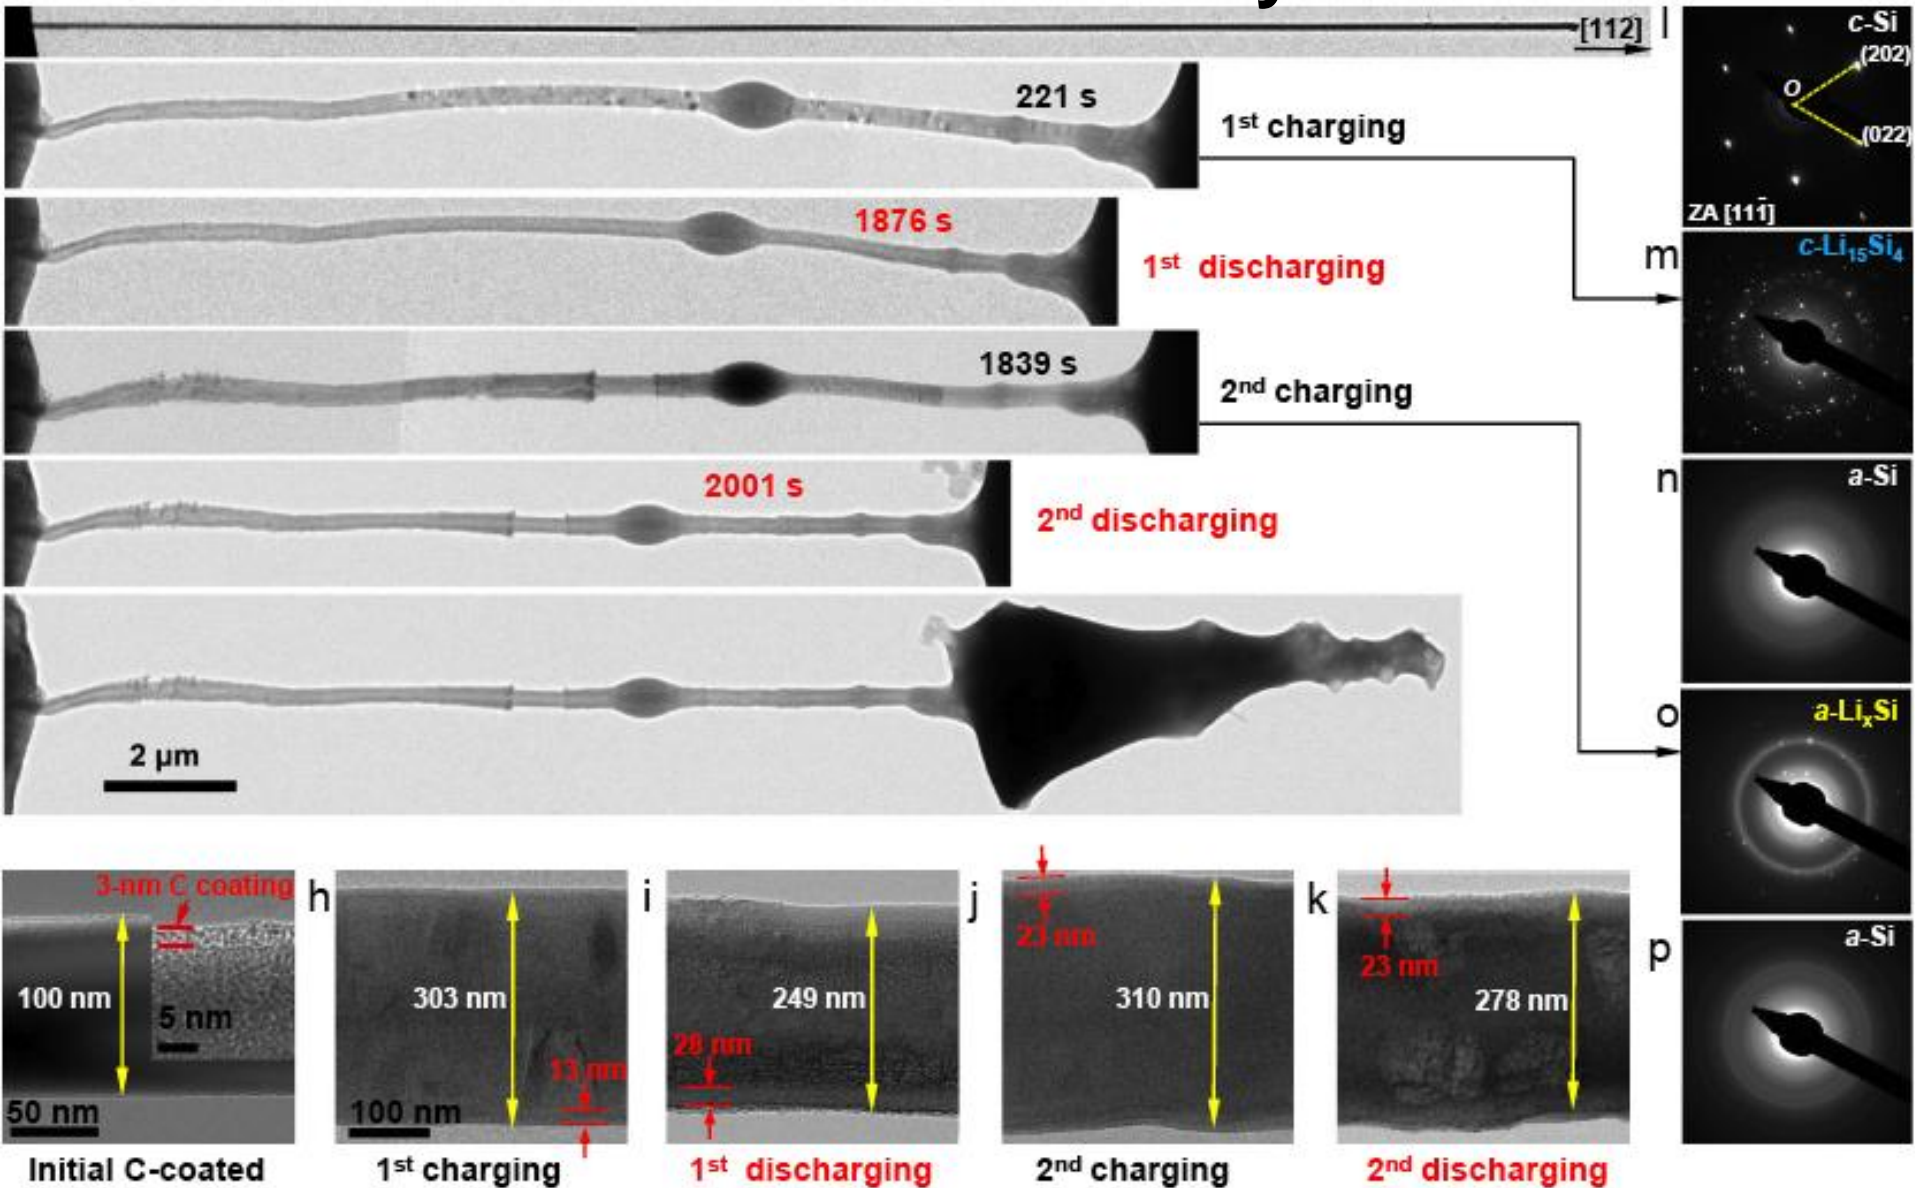 [112] l
c-Si
(202)
O
(022)
ZA [111̄]
221 s
1st charging
1876 s
1st discharging
m
c-Li15Si4
1839 s
2nd charging
n
a-Si
2001 s
2nd discharging
o
a-LixSi
2 µm
p
a-Si
3-nm C coating
100 nm
5 nm
50 nm
Initial C-coated
h
303 nm
13 nm
100 nm
1st charging
i
249 nm
28 nm
1st discharging
j
23 nm
310 nm
2nd charging
k
23 nm
278 nm
2nd discharging